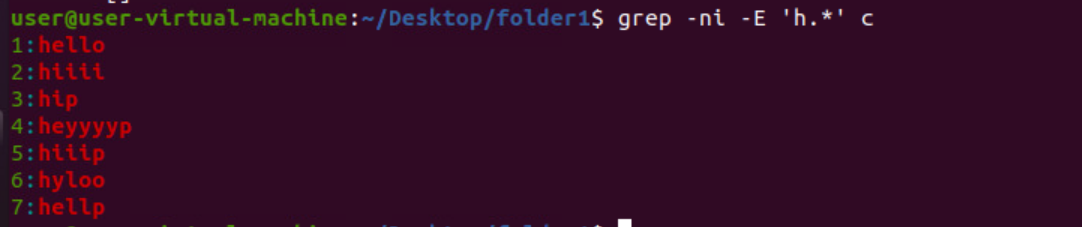 user@user-virtual-machine:~/Desktop/folder1$ grep -ni -E 'h.*' c
1:hello
2:hiiii
3:hip
4:heyyyyp
5:hiiip
6:hyloo
7:hellp